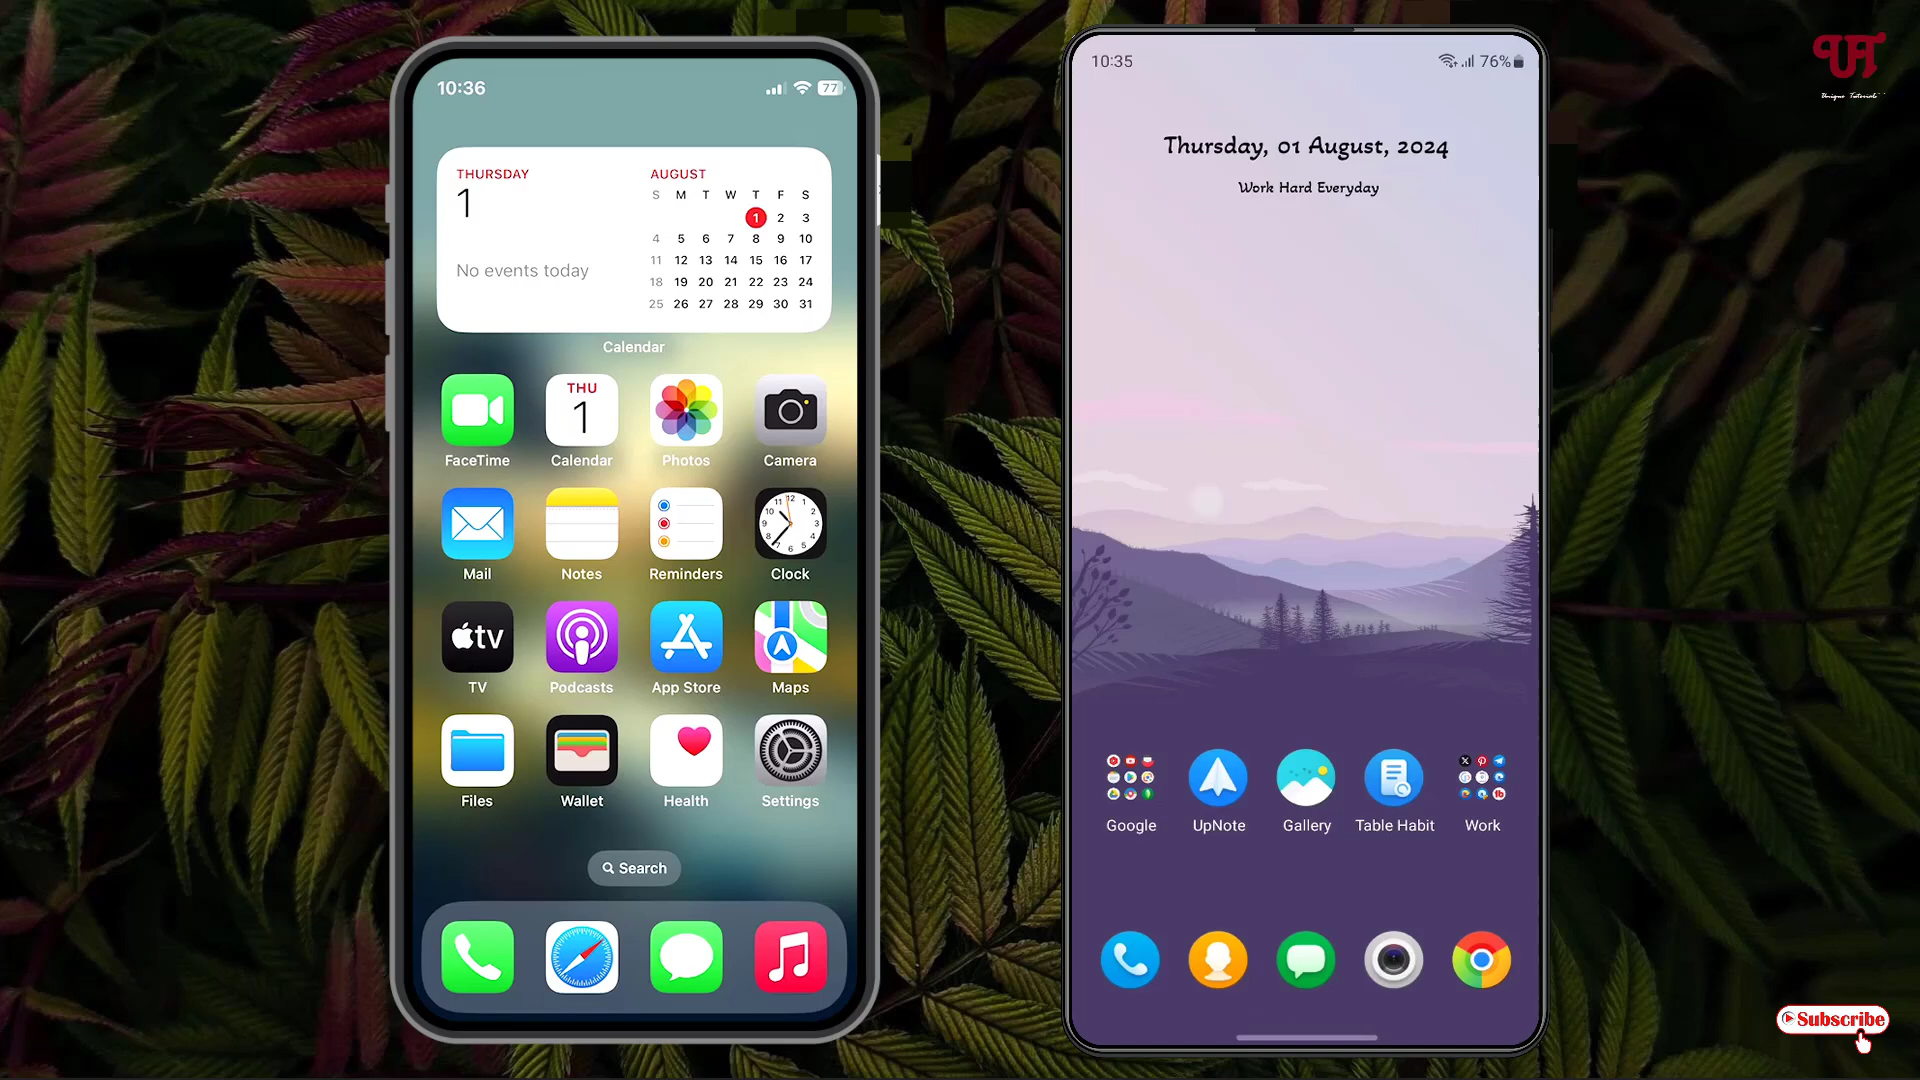 10:36
77
THURSDAY
1
No events today
AUGUST
S M T W T F S
1 2 3
4 5 6 7 8 9 10
11 12 13 14 15 16 17
18 19 20 21 22 23 24
25 26 27 28 29 30 31
Calendar
THU
1
FaceTime Calendar Photos Camera
Mail Notes Reminders Clock
tv
TV Podcasts App Store Maps
Files Wallet Health Settings
Search
10:35
76%
Thursday, 01 August, 2024
Work Hard Everyday
Google UpNote Gallery Table Habit Work
UT
Unique Tutorials
Subscribe